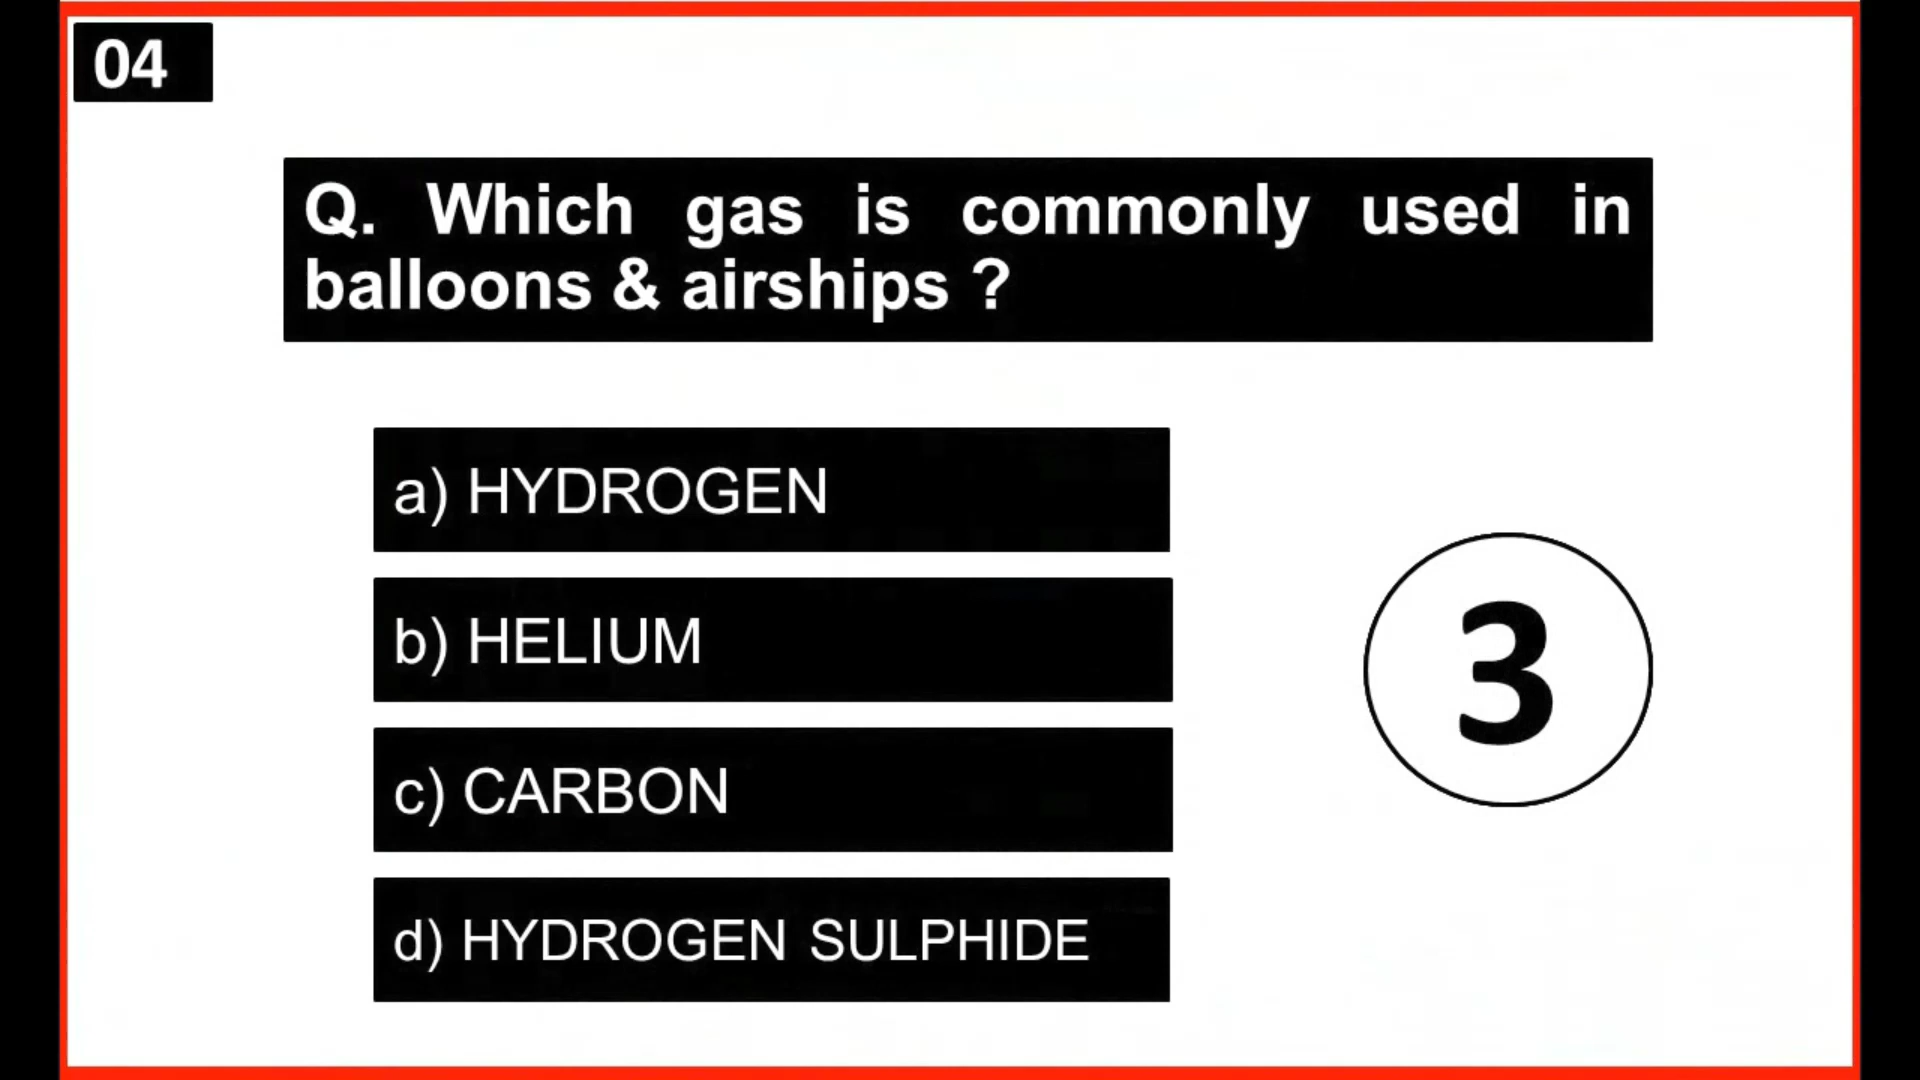 04
Q. Which gas is commonly used in
balloons & airships ?
a) HYDROGEN
b) HELIUM
3
c) CARBON
d) HYDROGEN SULPHIDE